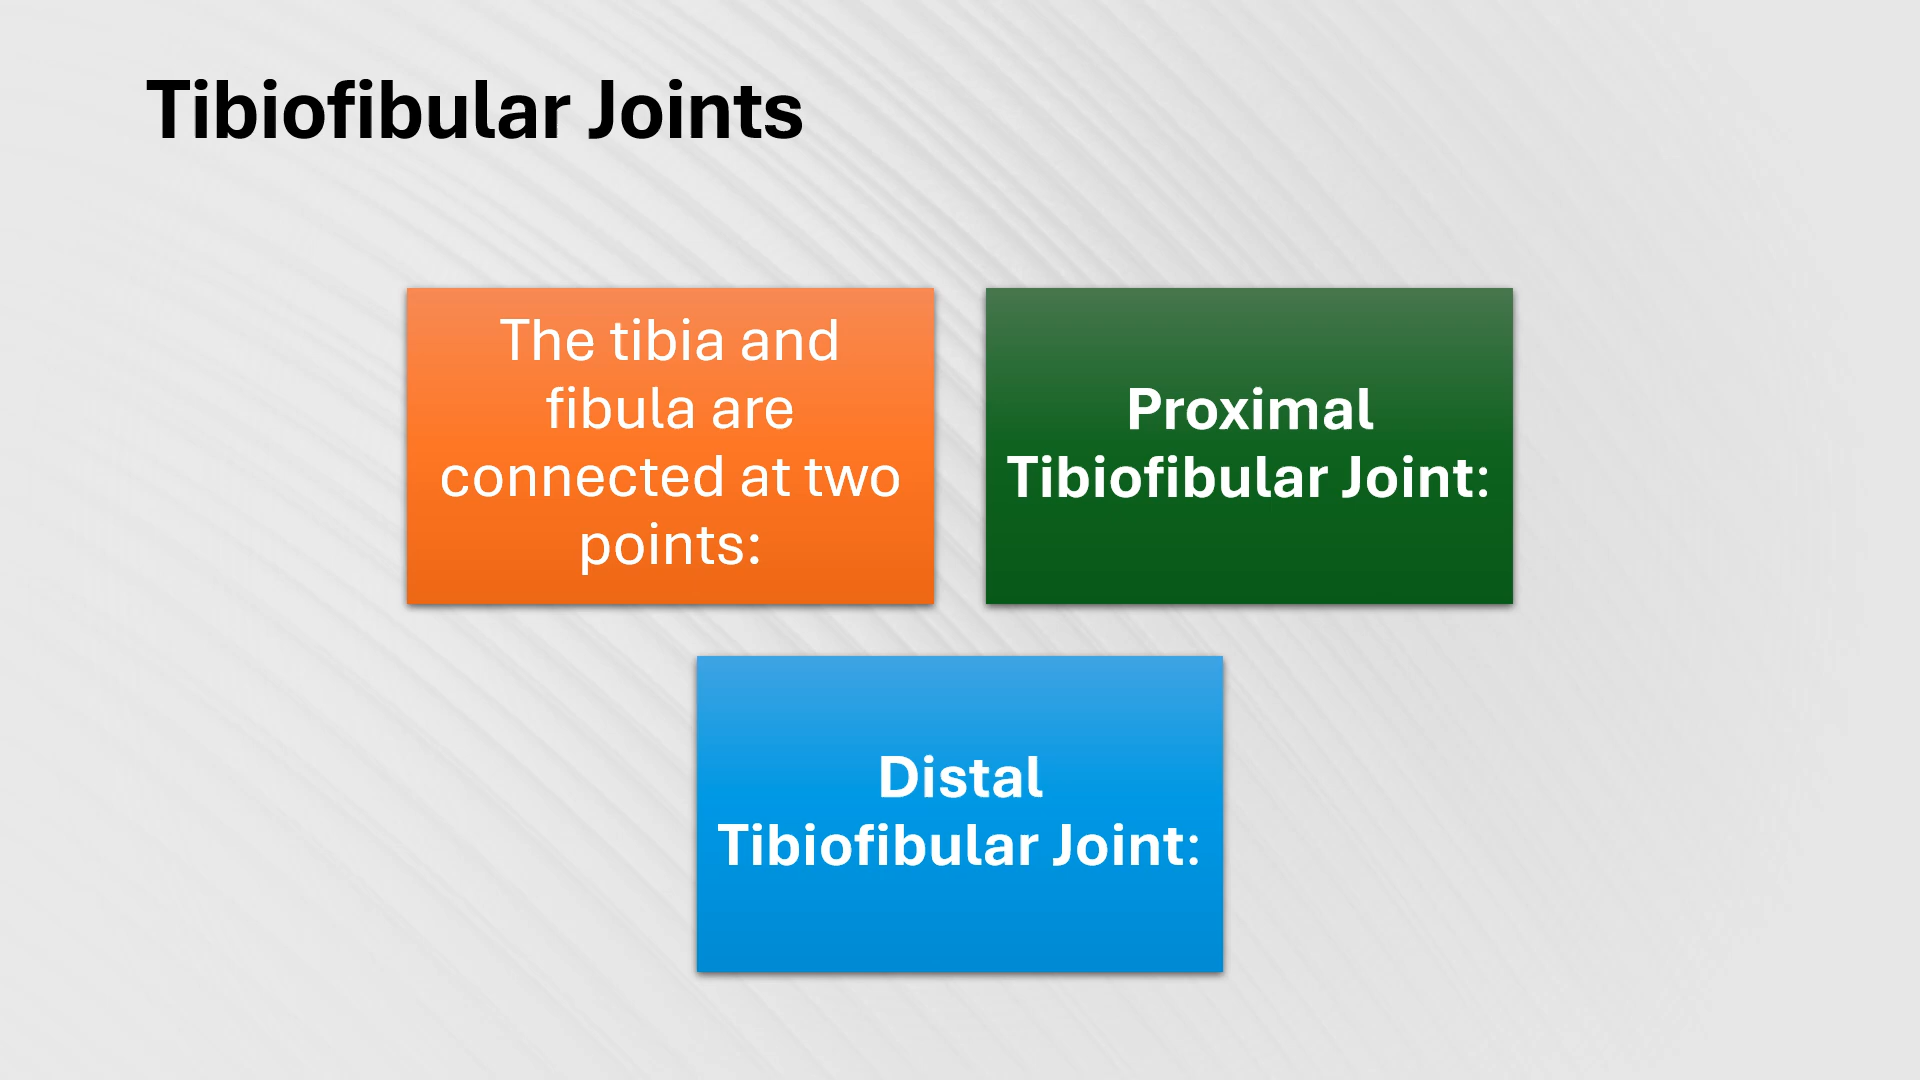 Tibiofibular Joints
The tibia and
fibula are
connected at two
points:
Proximal
Tibiofibular Joint:
Distal
Tibiofibular Joint: